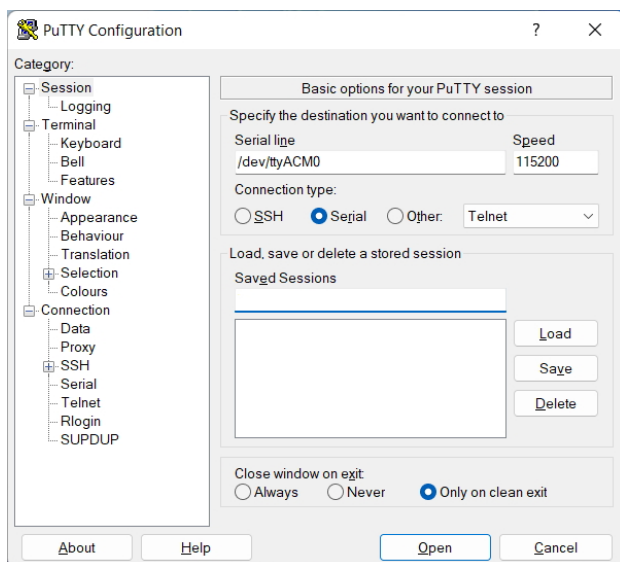 PuTTY Configuration
?
Category:
Session
Logging
Terminal
Keyboard
Bell
Features
Window
Appearance
Behaviour
Translation
Selection
Colours
Connection
Data
Proxy
SSH
Serial
Telnet
Rlogin
SUPDUP
Basic options for your PuTTY session
Specify the destination you want to connect to
Serial line Speed
/dev/ttyACM0 115200
Connection type:
SSH Serial Other: Telnet
Load, save or delete a stored session
Saved Sessions
Load
Save
Delete
Close window on exit:
Always Never Only on clean exit
About Help Open Cancel